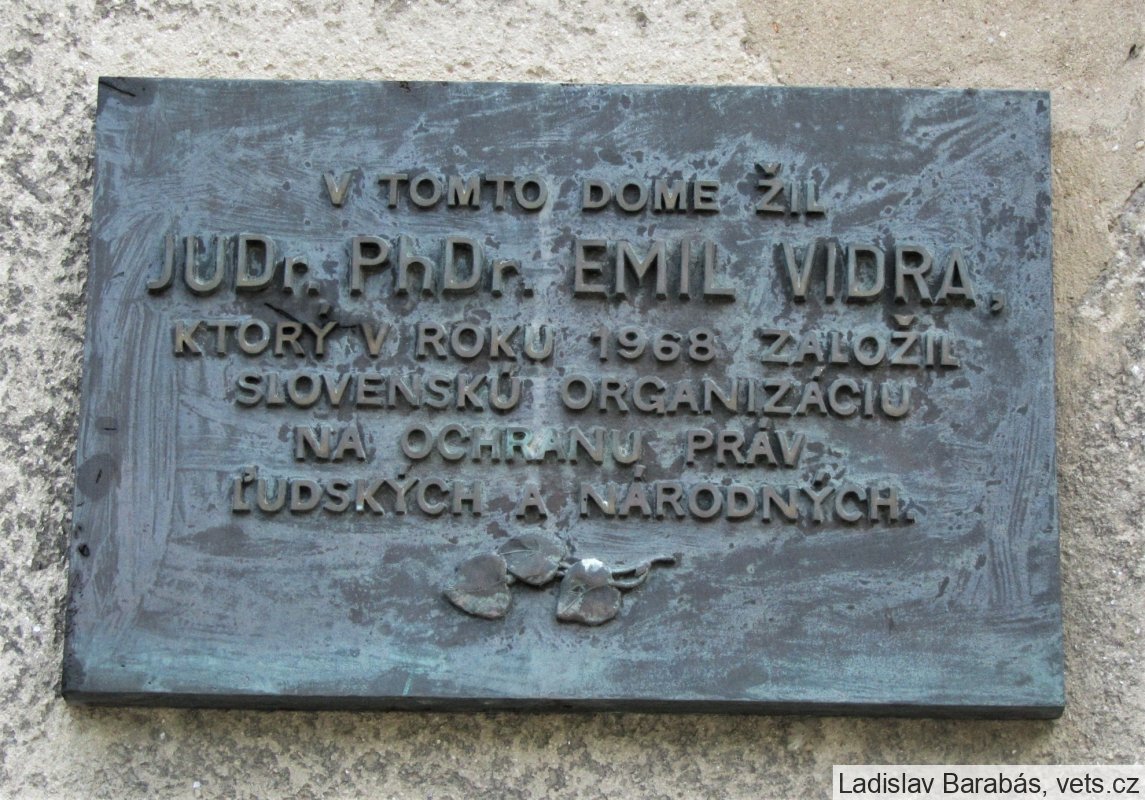 V TOMTO DOME ŽIL
JUDr. PhDr. EMIL VIDRA,
KTORÝ V ROKU 1968 ZALOŽIL
SLOVENSKÚ ORGANIZÁCIU
NA OCHRANU PRÁV
ĽUDSKÝCH A NÁRODNÝCH.
Ladislav Barabás, vets.cz